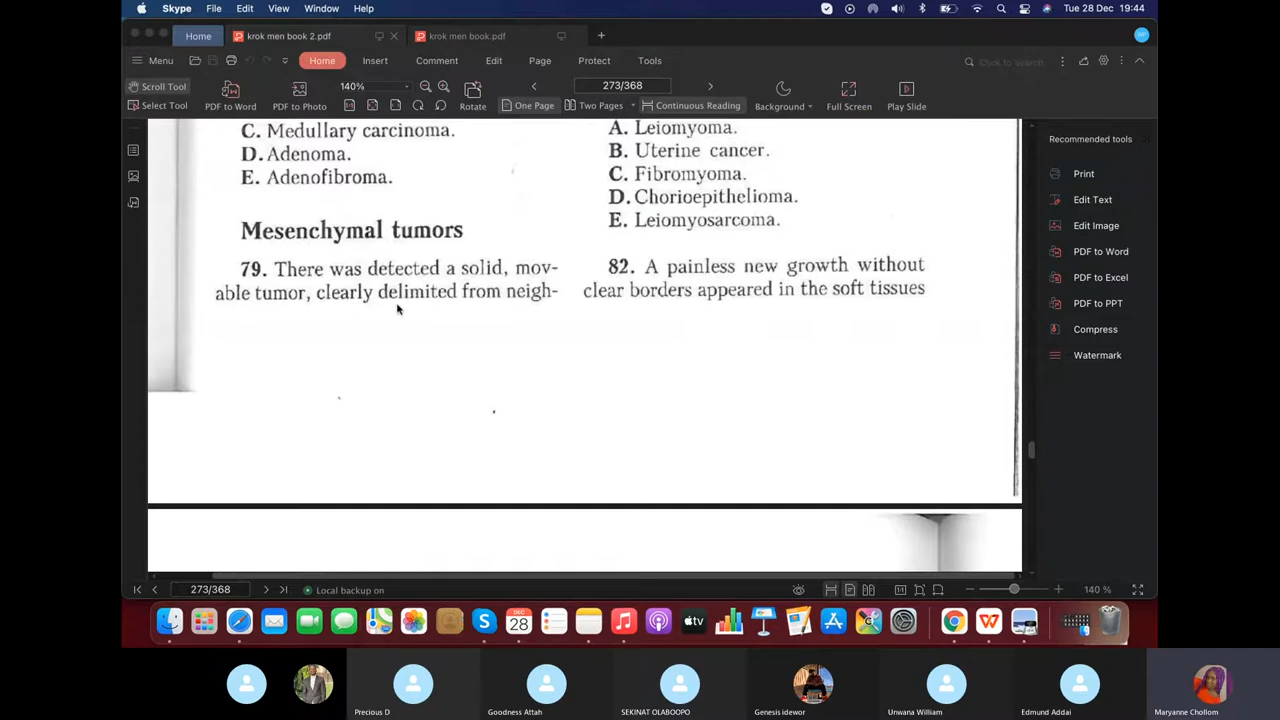 Skype File Edit View Window Help
Tue 28 Dec 19:44
Home
krok men book 2.pdf
krok men book.pdf
WP
Menu
Home
Insert
Comment
Edit
Page
Protect
Tools
Click to Search
Scroll Tool
Select Tool
PDF to Word
PDF to Photo
140%
Rotate
273/368
One Page
Two Pages
Continuous Reading
Background
Full Screen
Play Slide
C. Medullary carcinoma.
D. Adenoma.
E. Adenofibroma.
Mesenchymal tumors
79. There was detected a solid, mov-
able tumor, clearly delimited from neigh-
A. Leiomyoma.
B. Uterine cancer.
C. Fibromyoma.
D. Chorioepithelioma.
E. Leiomyosarcoma.
82. A painless new growth without
clear borders appeared in the soft tissues
Recommended tools
Print
Edit Text
Edit Image
PDF to Word
PDF to Excel
PDF to PPT
Compress
Watermark
273/368
Local backup on
140 %
DEC
28
tv
Precious D
Goodness Attah
SEKINAT OLABOOPO
Genesis idewor
Unwana William
Edmund Addai
Maryanne Chollom